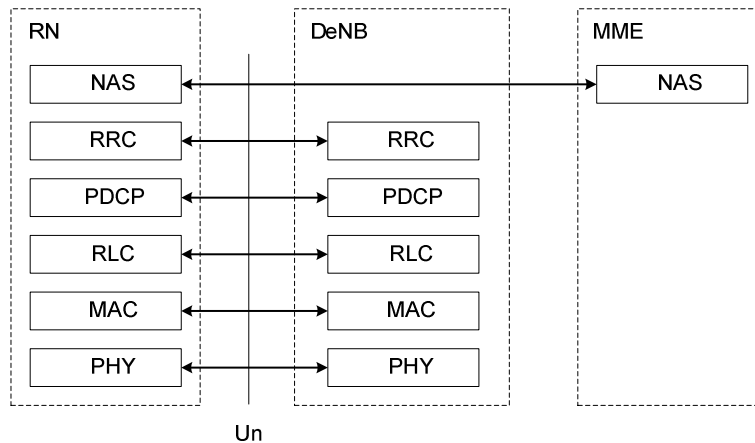 RN DeNB MME
NAS NAS
RRC RRC
PDCP PDCP
RLC RLC
MAC MAC
PHY PHY
Un